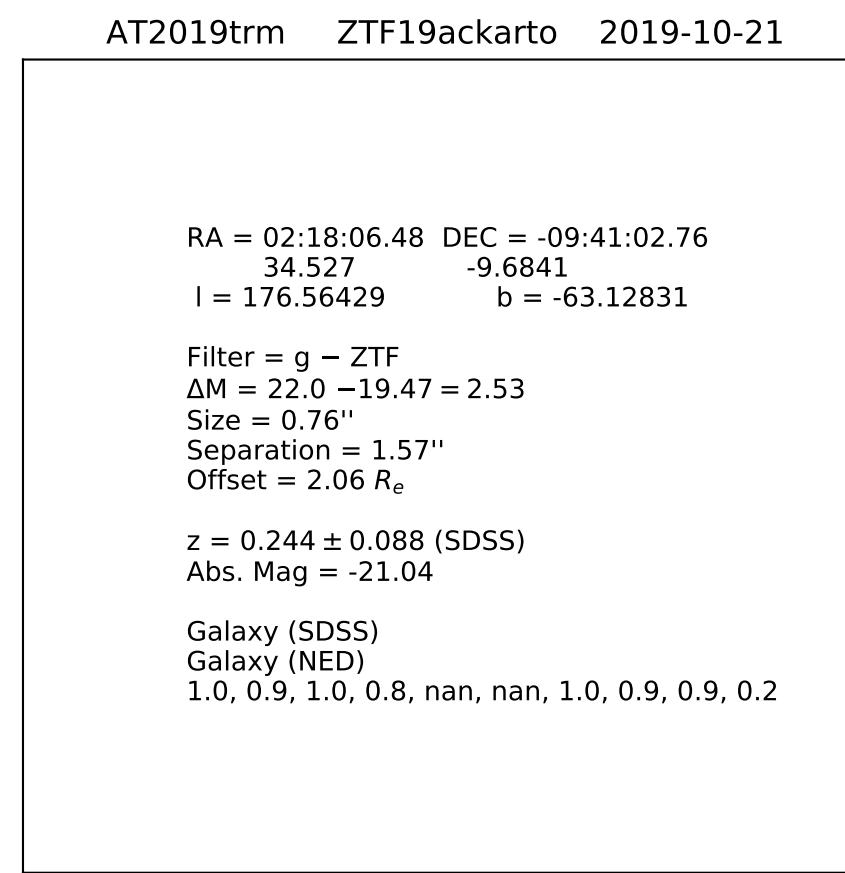 AT2019trm ZTF19ackarto 2019-10-21
RA = 02:18:06.48 DEC = -09:41:02.76
34.527 -9.6841
l = 176.56429 b = -63.12831
Filter = g − ZTF
ΔM = 22.0 −19.47 = 2.53
Size = 0.76''
Separation = 1.57''
Offset = 2.06 Rₑ
z = 0.244 ± 0.088 (SDSS)
Abs. Mag = -21.04
Galaxy (SDSS)
Galaxy (NED)
1.0, 0.9, 1.0, 0.8, nan, nan, 1.0, 0.9, 0.9, 0.2